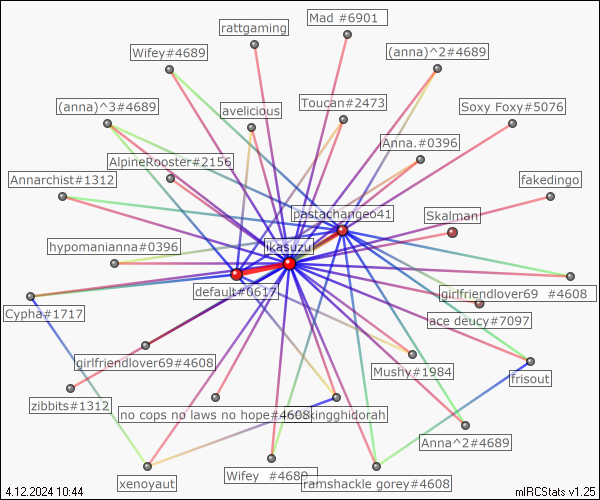 Mad #6901
rattgaming
Wifey#4689
(anna)^2#4689
(anna)^3#4689
avelicious
Toucan#2473
Soxy Foxy#5076
Anna.#0396
AlpineRooster#2156
Annarchist#1312
fakedingo
pastachangeo41
Skalman
hypomanianna#0396
ikasuzu
default#0617
girlfriendlover69 #4608
Cypha#1717
ace deucy#7097
girlfriendlover69#4608
Mushy#1984
frisout
zibbits#1312
no cops no laws no hope#4608
kingghidorah
Anna^2#4689
Wifey #4689
xenoyaut
ramshackle gorey#4608
4.12.2024 10:44
mIRCStats v1.25